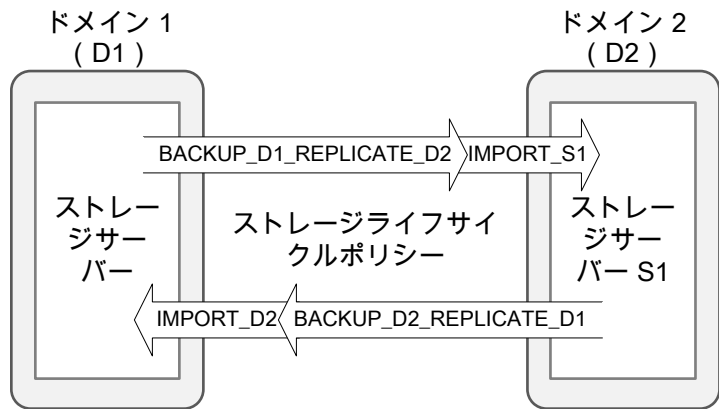 ドメイン 1
( D1 )
ドメイン 2
( D2 )
BACKUP_D1_REPLICATE_D2
IMPORT_S1
ストレー
ジサー
バー
ストレージライフサイ
クルポリシー
ストレー
ジサー
バー S1
IMPORT_D2
BACKUP_D2_REPLICATE_D1